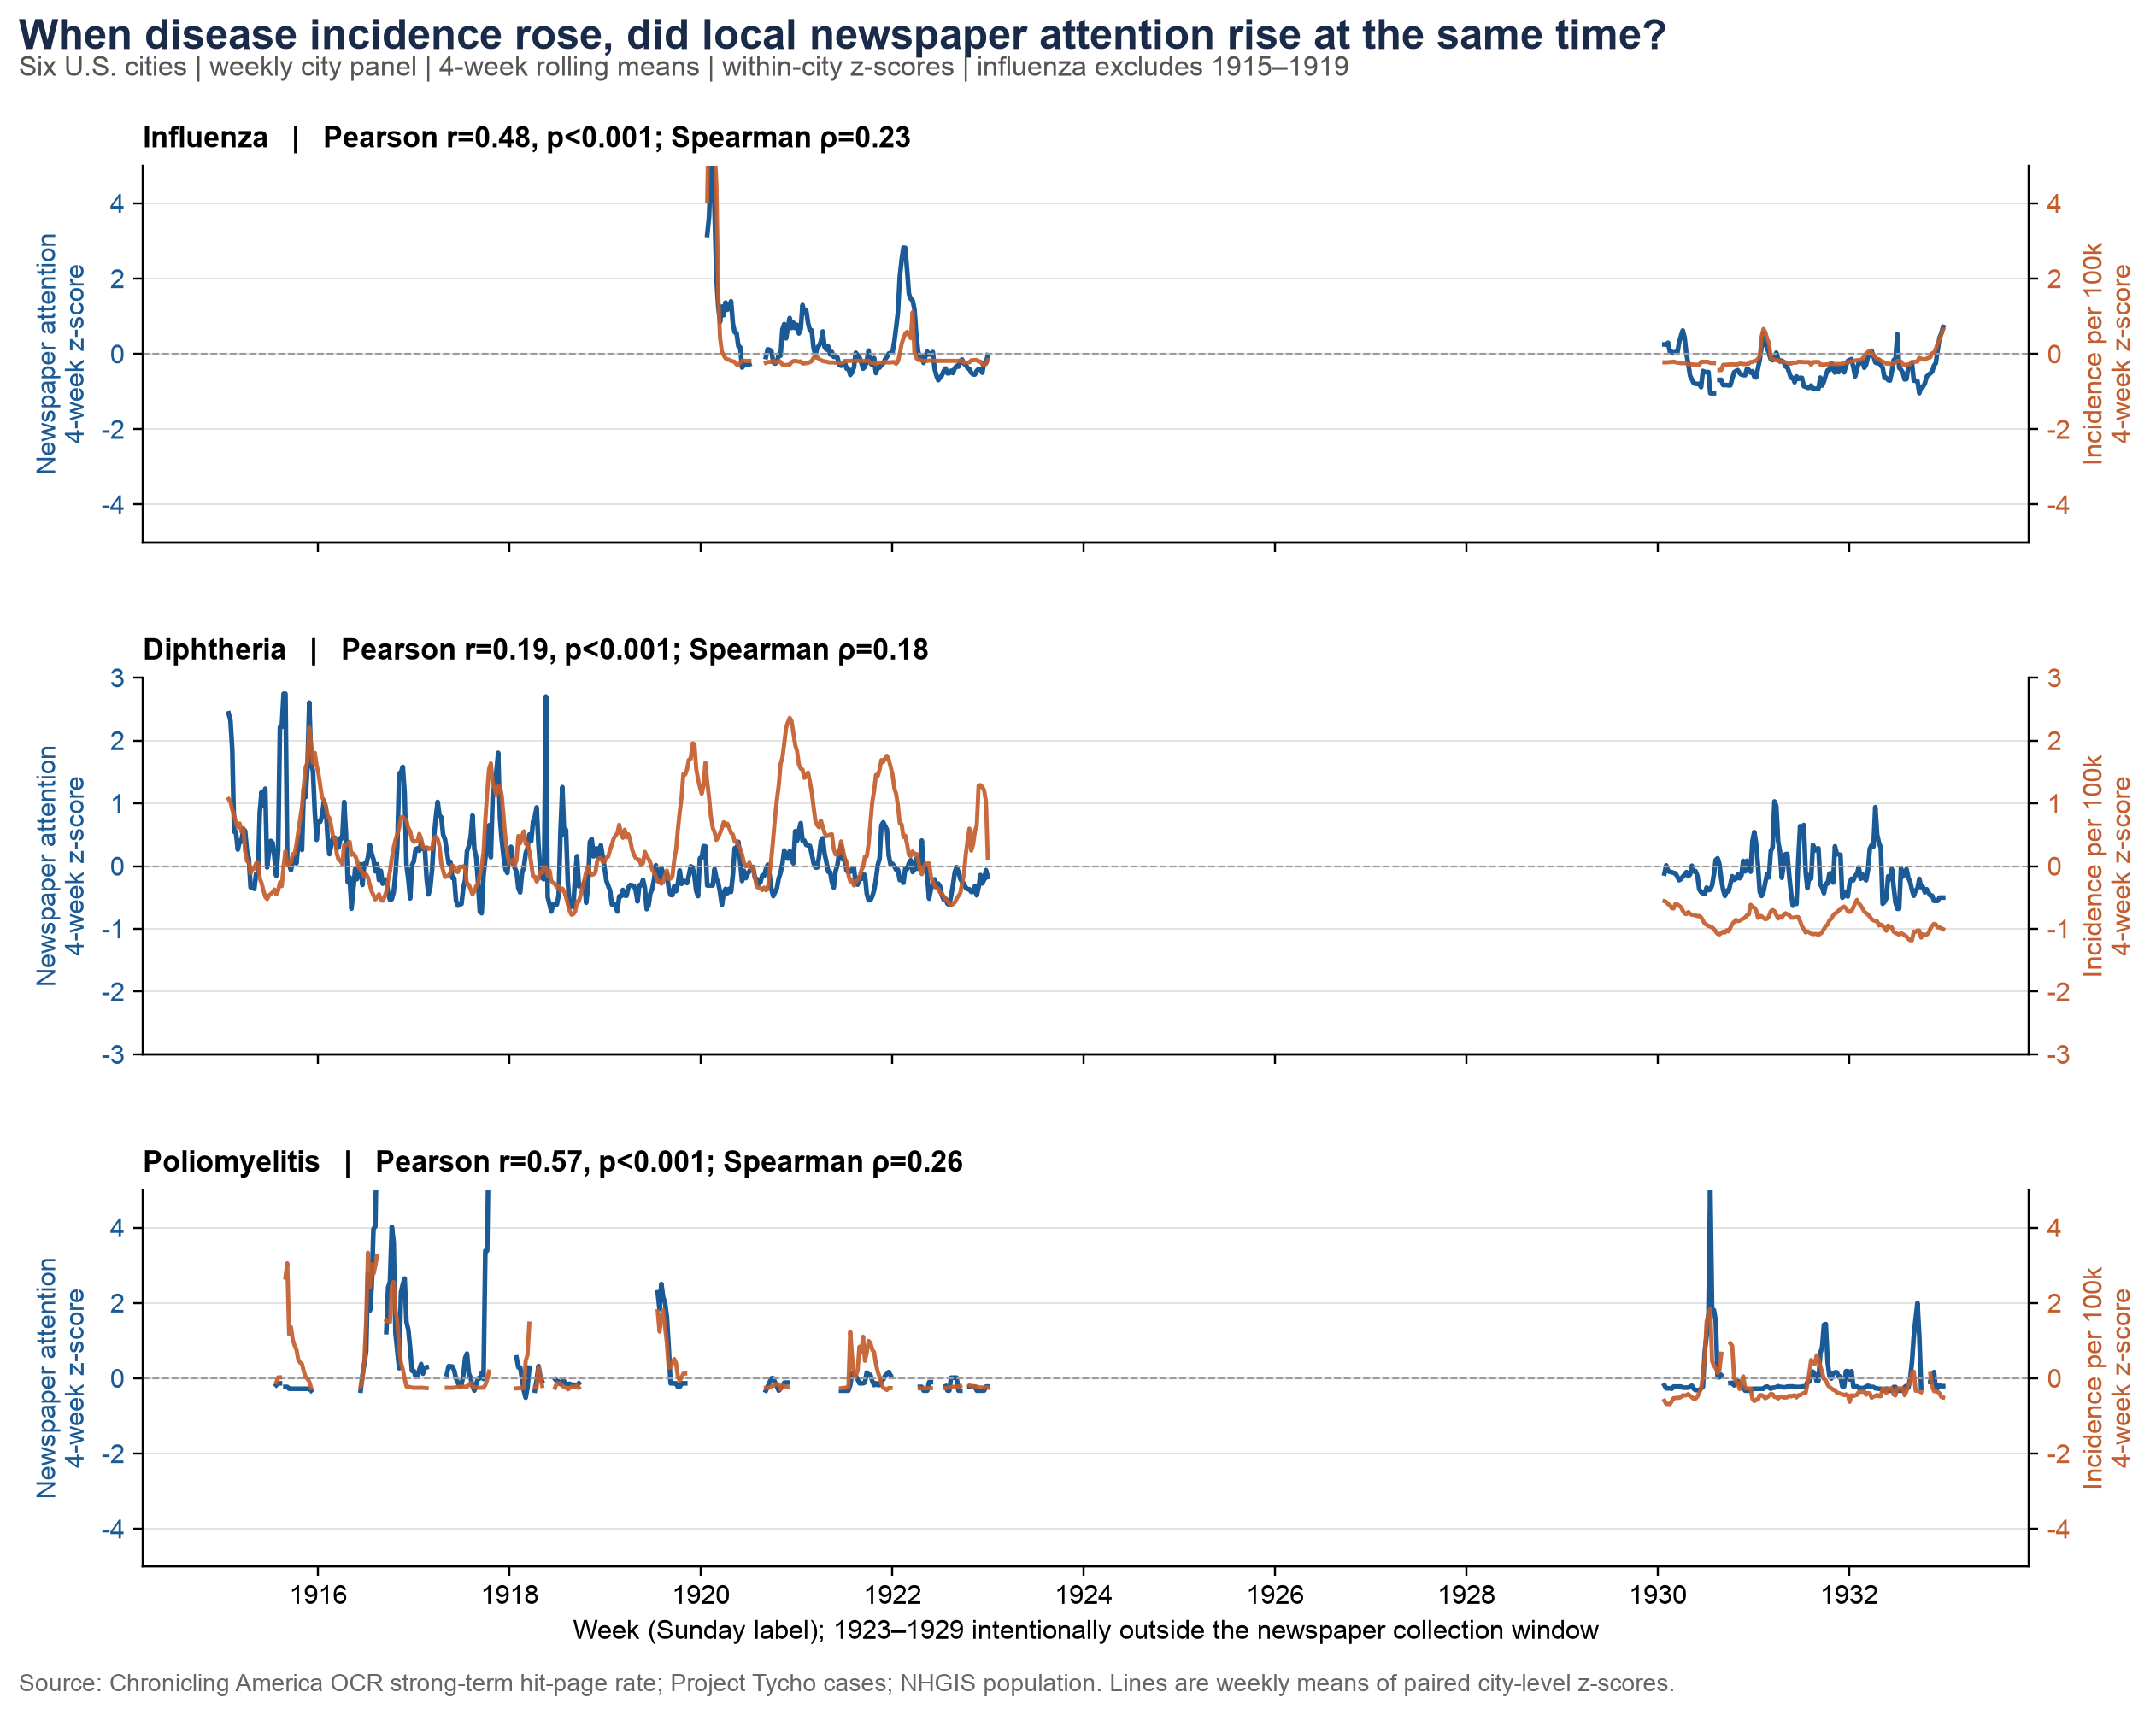 When disease incidence rose, did local newspaper attention rise at the same time?
Six U.S. cities | weekly city panel | 4-week rolling means | within-city z-scores | influenza excludes 1915–1919
Influenza | Pearson r=0.48, p<0.001; Spearman ρ=0.23
Newspaper attention
4-week z-score
4
2
0
-2
-4
4
2
0
-2
-4
Incidence per 100k
4-week z-score
Diphtheria | Pearson r=0.19, p<0.001; Spearman ρ=0.18
Newspaper attention
4-week z-score
3
2
1
0
-1
-2
-3
3
2
1
0
-1
-2
-3
Incidence per 100k
4-week z-score
Poliomyelitis | Pearson r=0.57, p<0.001; Spearman ρ=0.26
Newspaper attention
4-week z-score
4
2
0
-2
-4
4
2
0
-2
-4
Incidence per 100k
4-week z-score
1916 1918 1920 1922 1924 1926 1928 1930 1932
Week (Sunday label); 1923–1929 intentionally outside the newspaper collection window
Source: Chronicling America OCR strong-term hit-page rate; Project Tycho cases; NHGIS population. Lines are weekly means of paired city-level z-scores.